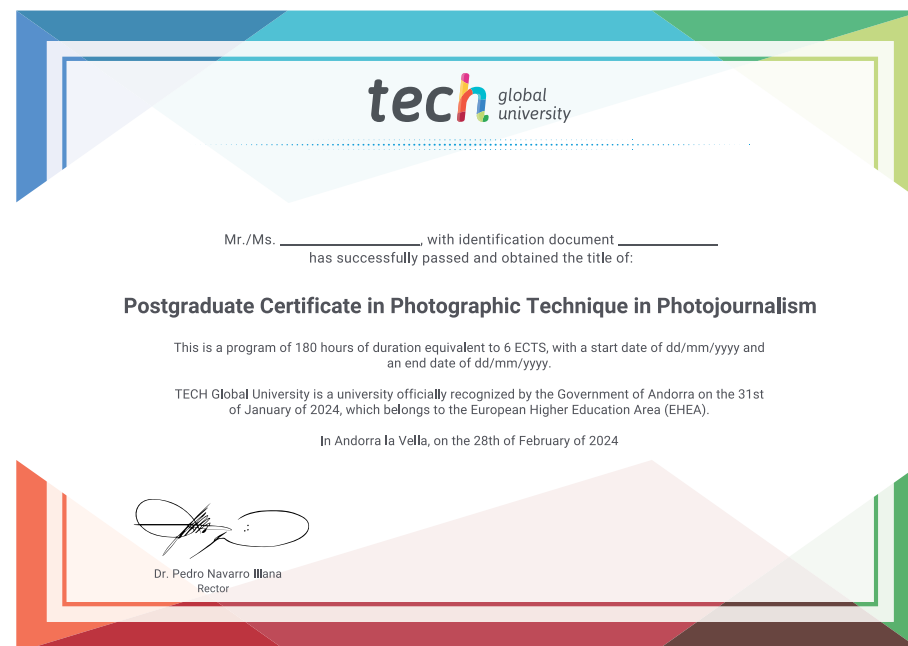 tech global
university
Mr./Ms. ____________, with identification document ____________
has successfully passed and obtained the title of:
Postgraduate Certificate in Photographic Technique in Photojournalism
This is a program of 180 hours of duration equivalent to 6 ECTS, with a start date of dd/mm/yyyy and
an end date of dd/mm/yyyy.
TECH Global University is a university officially recognized by the Government of Andorra on the 31st
of January of 2024, which belongs to the European Higher Education Area (EHEA).
In Andorra la Vella, on the 28th of February of 2024
Dr. Pedro Navarro Illana
Rector